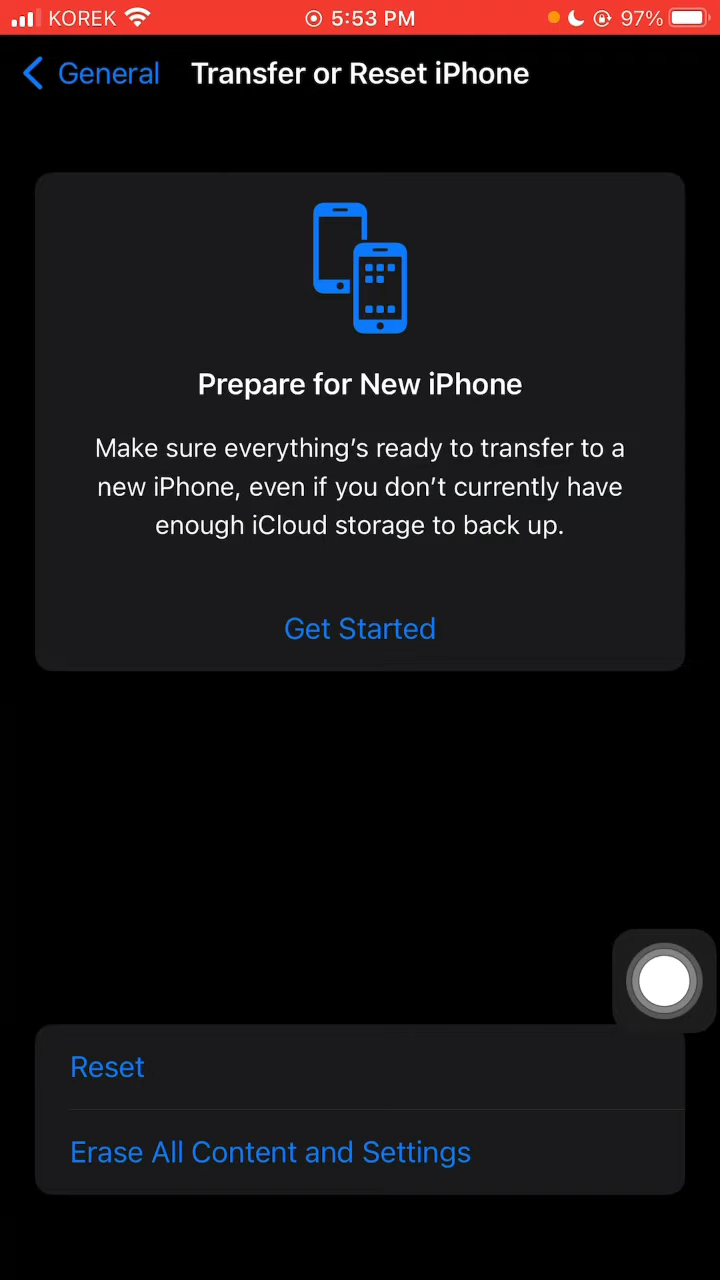 KOREK 5:53 PM 97%
General Transfer or Reset iPhone
Prepare for New iPhone
Make sure everything’s ready to transfer to a
new iPhone, even if you don’t currently have
enough iCloud storage to back up.
Get Started
Reset
Erase All Content and Settings